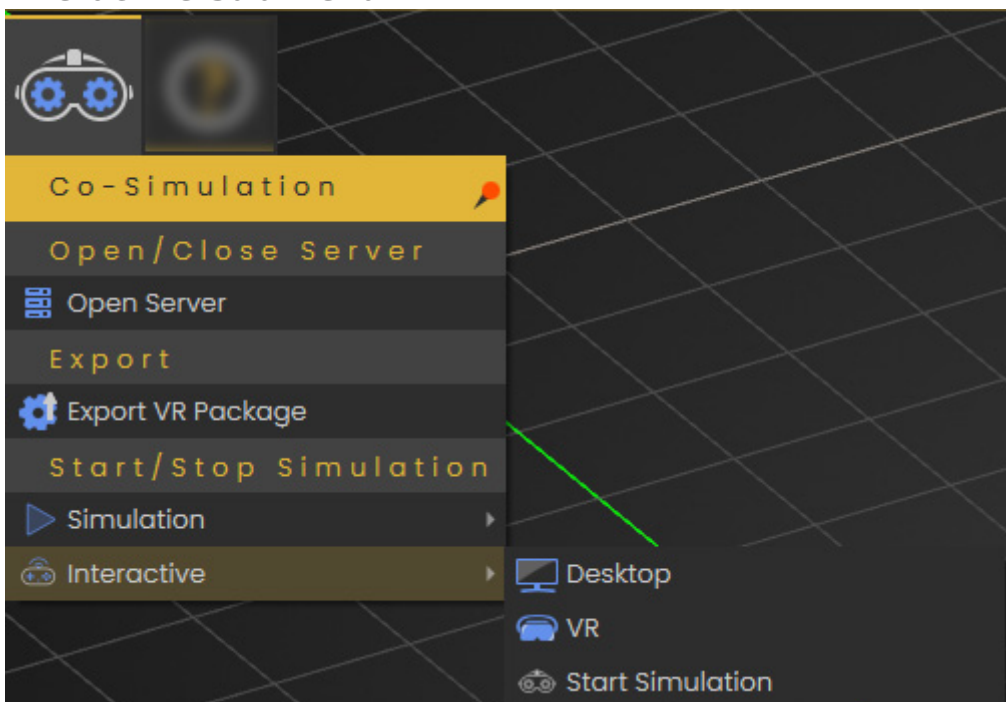 Co-Simulation
Open/Close Server
Open Server
Export
Export VR Package
Start/Stop Simulation
Simulation
Interactive
Desktop
VR
Start Simulation